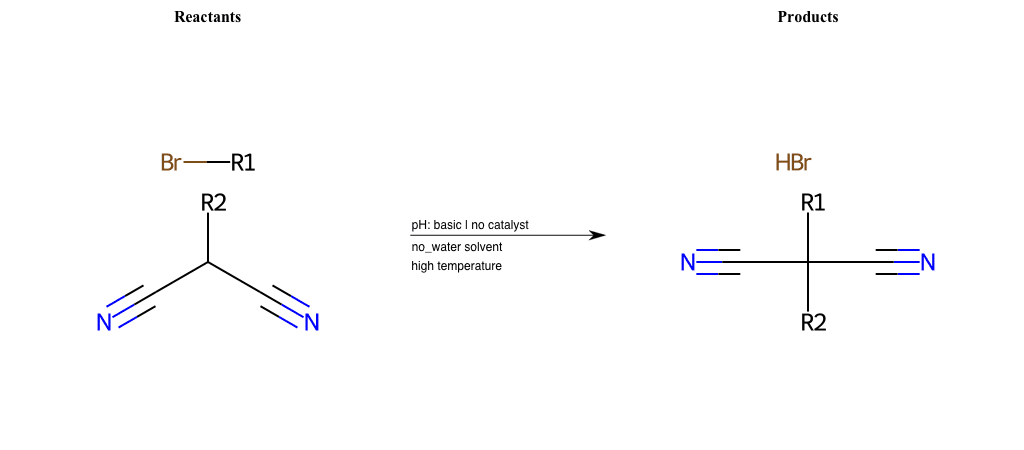 Reactants
Products
Br R1
HBr
R2
R1
pH: basic | no catalyst
no_water solvent
high temperature
N N
N N
R2